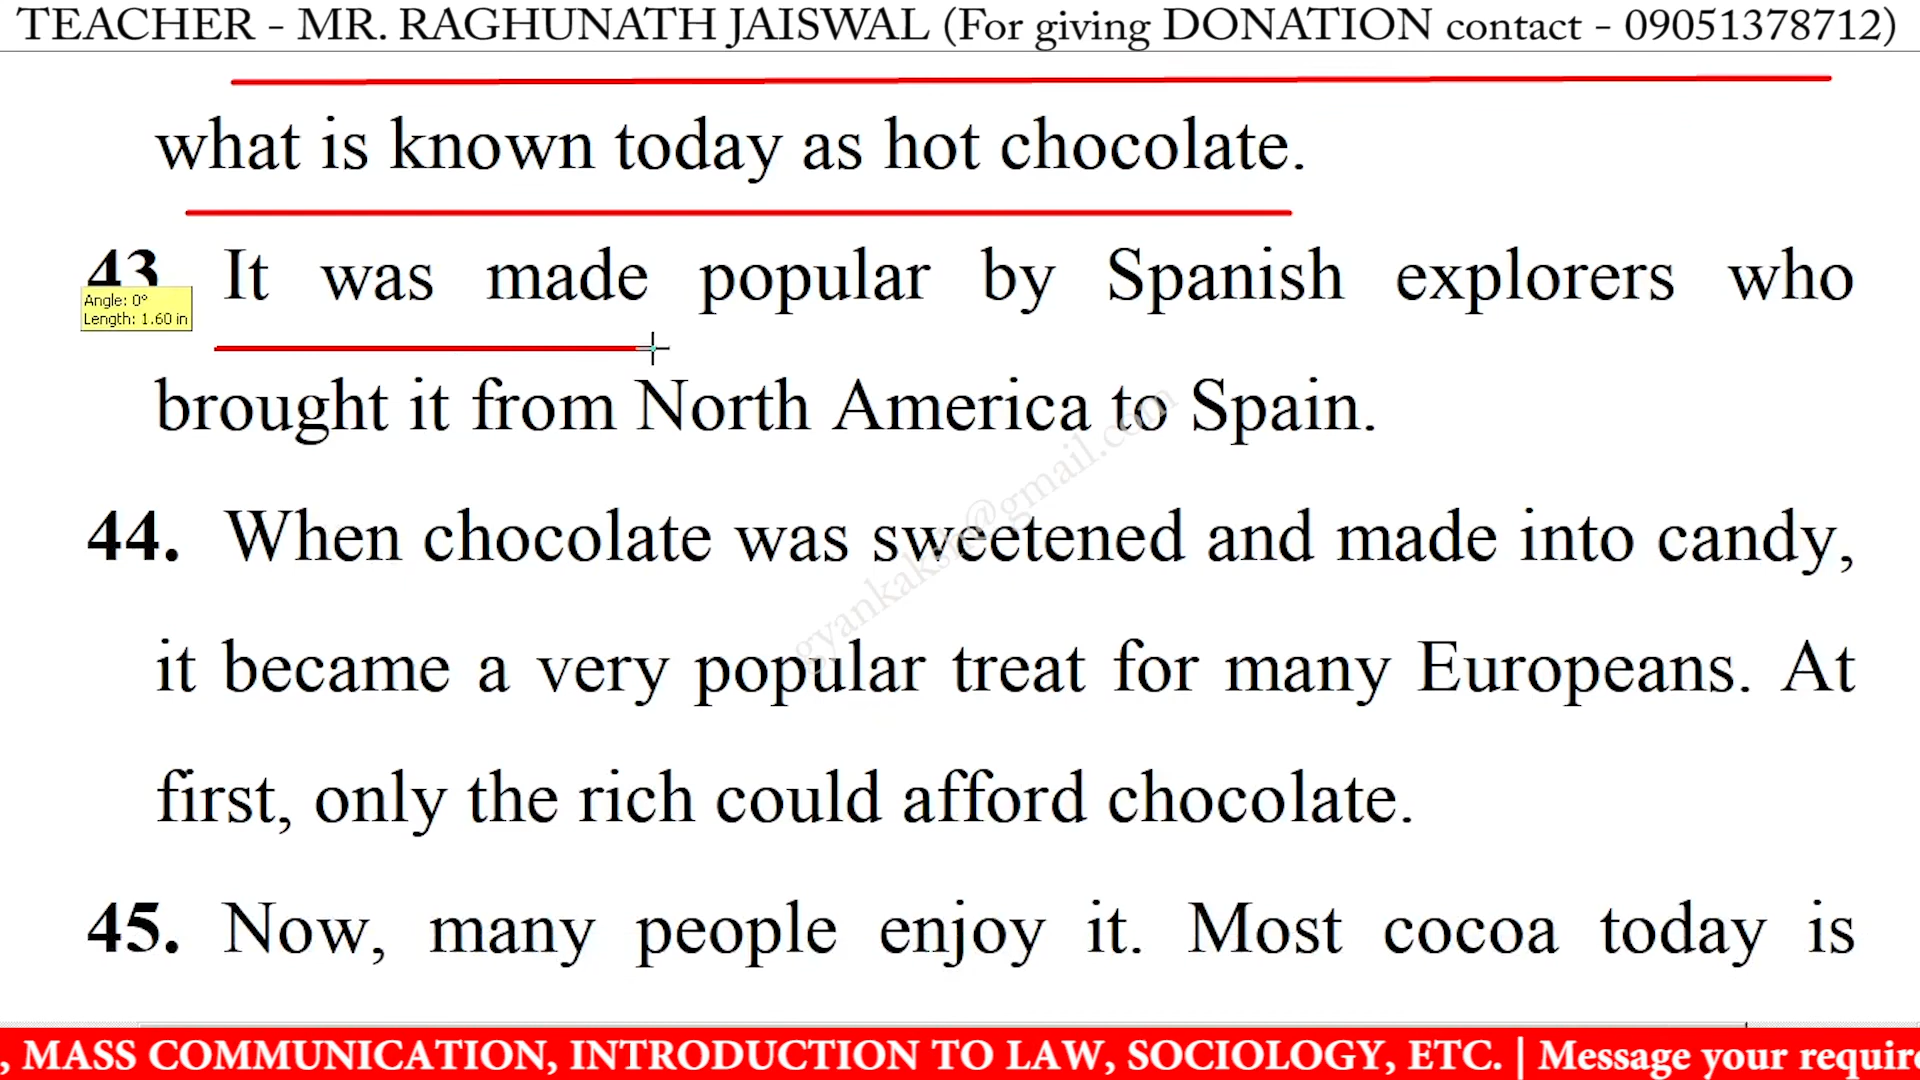 TEACHER - MR. RAGHUNATH JAISWAL (For giving DONATION contact - 09051378712)
what is known today as hot chocolate.
43. It was made popular by Spanish explorers who
Angle: 0°
Length: 1.60 in
brought it from North America to Spain.
44. When chocolate was sweetened and made into candy,
it became a very popular treat for many Europeans. At
first, only the rich could afford chocolate.
45. Now, many people enjoy it. Most cocoa today is
, MASS COMMUNICATION, INTRODUCTION TO LAW, SOCIOLOGY, ETC. | Message your require